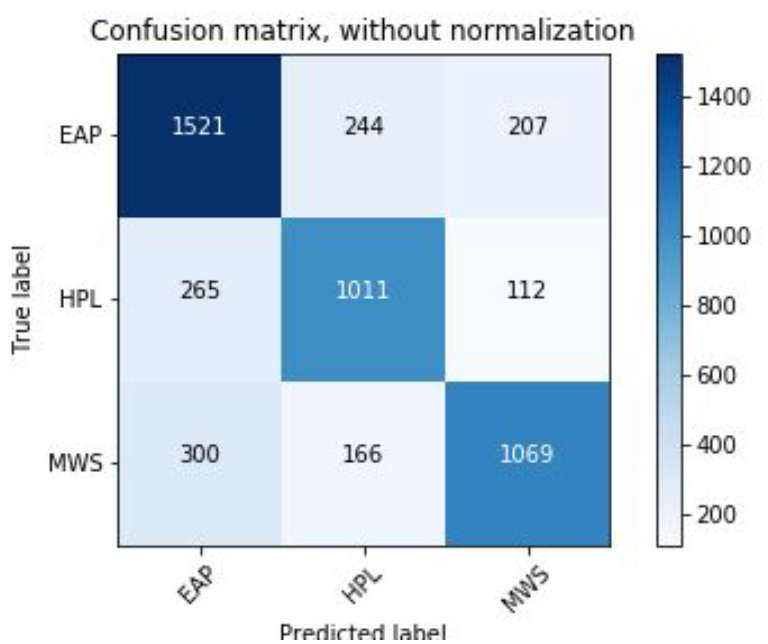 Confusion matrix, without normalization
EAP 1521 244 207
HPL 265 1011 112
MWS 300 166 1069
EAP HPL MWS
True label
Predicted label
1400
1200
1000
800
600
400
200